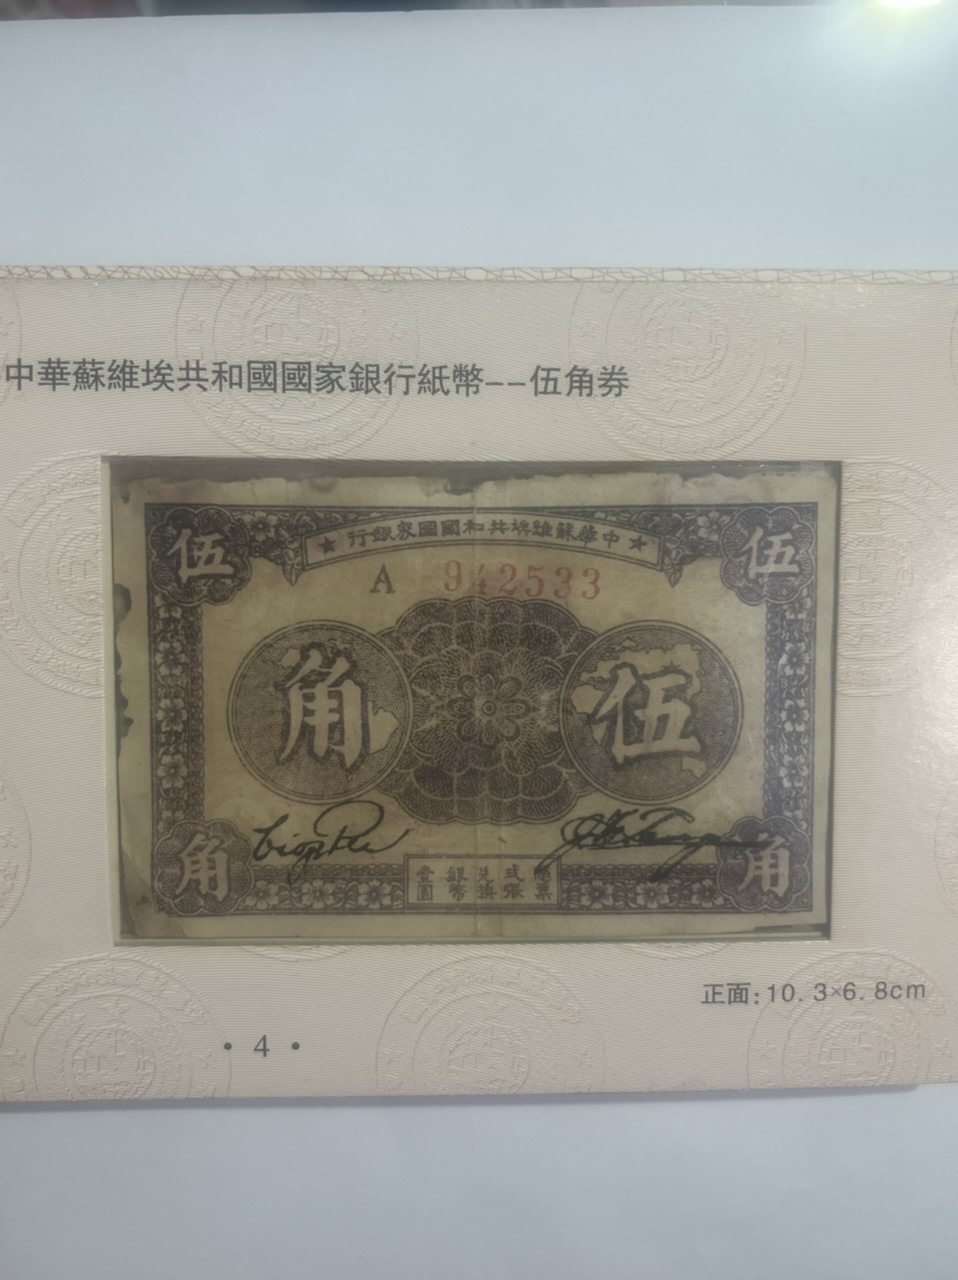 中華蘇維埃共和國國家銀行紙幣--伍角券
伍 行銀家國國和共埃維蘇華中 伍
A 942533
角 伍
角 角
憑票弍張兌換銀幣壹圓
正面:10.3×6.8cm
• 4 •